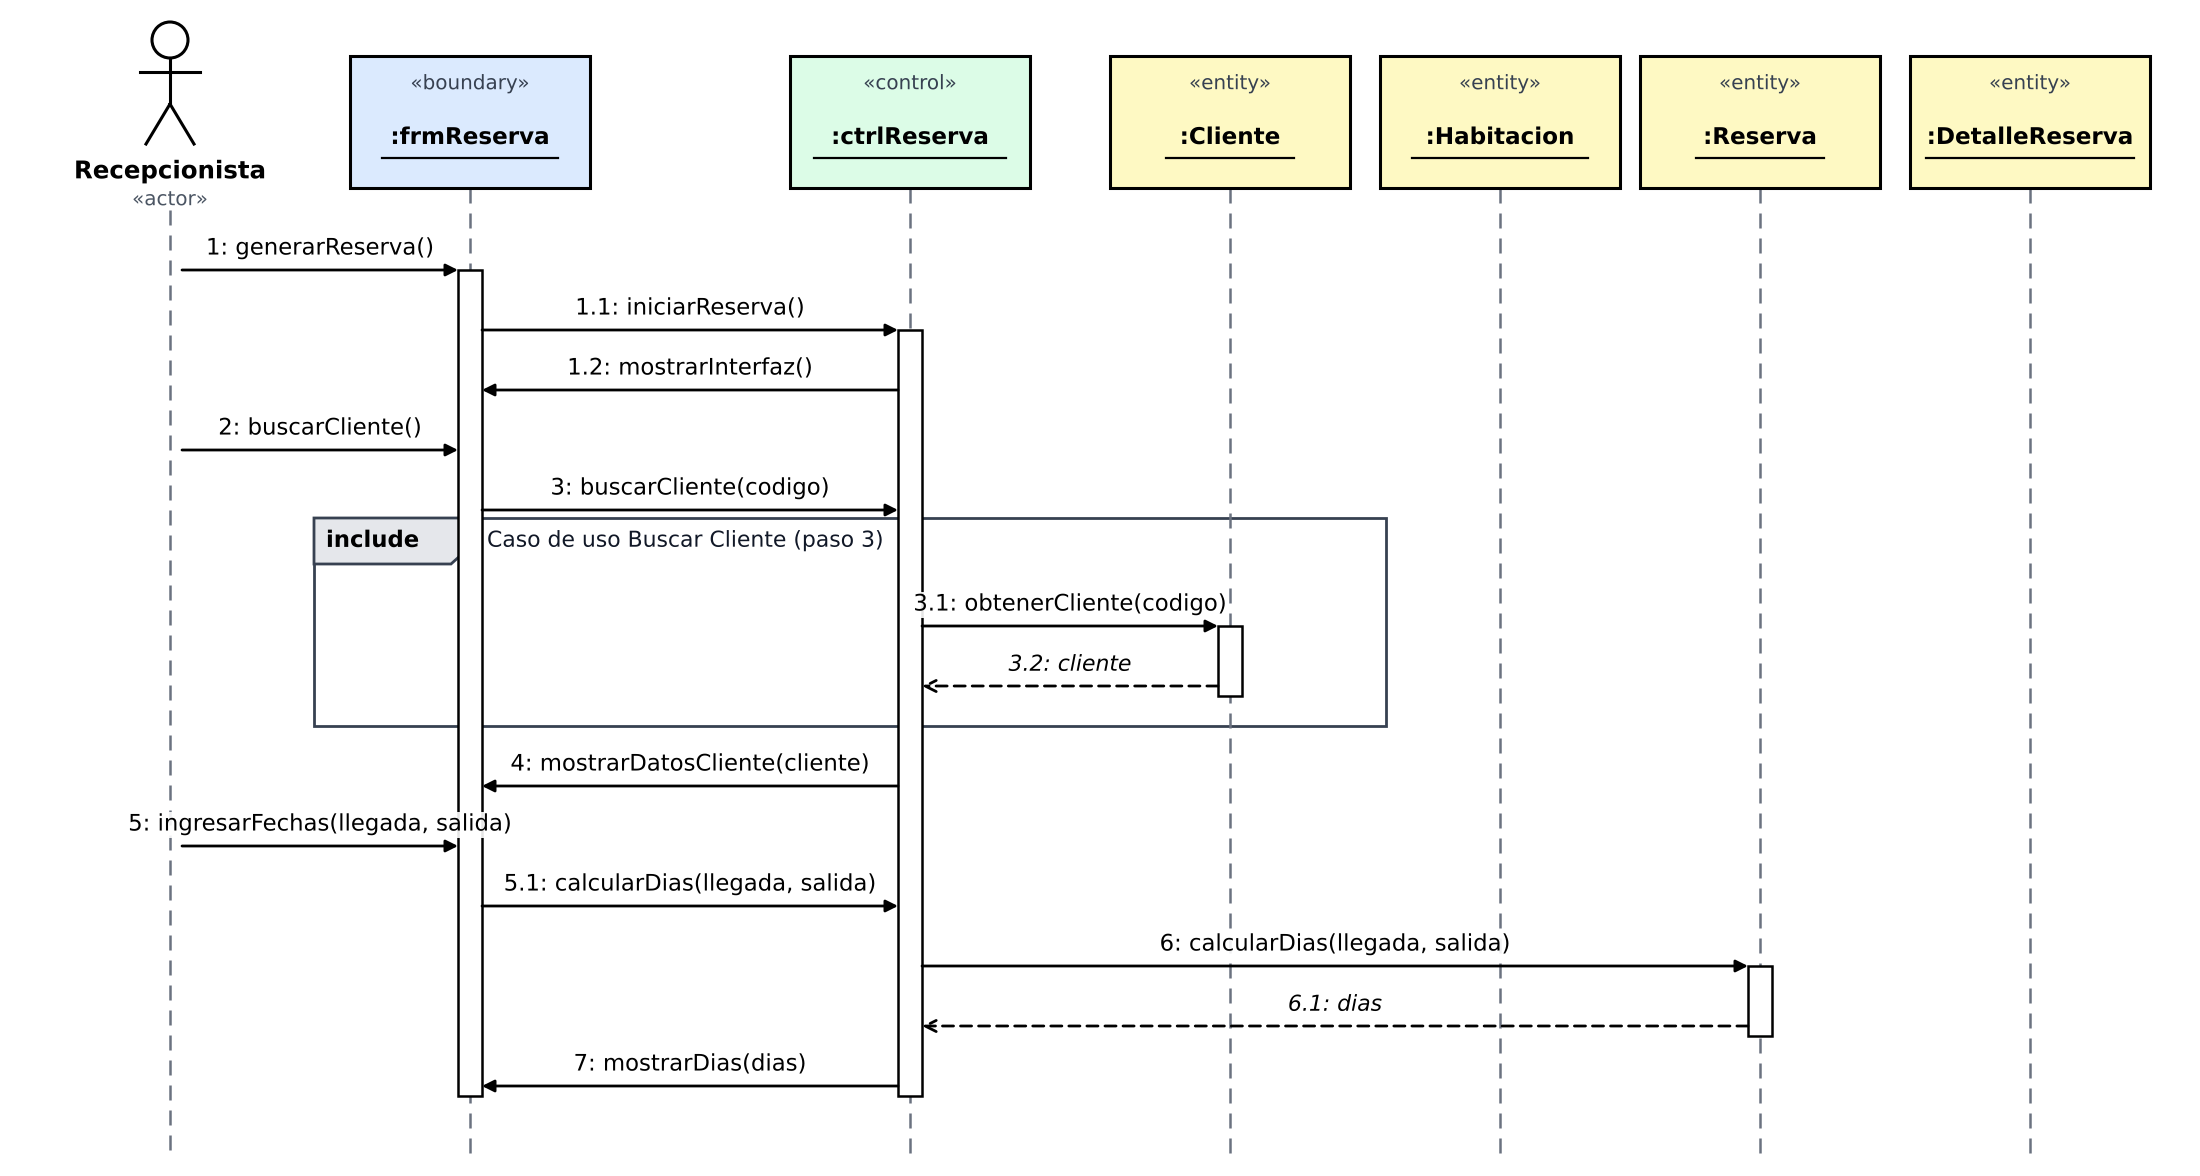 Recepcionista
«actor»
«boundary»
:frmReserva
«control»
:ctrlReserva
«entity»
:Cliente
«entity»
:Habitacion
«entity»
:Reserva
«entity»
:DetalleReserva
1: generarReserva()
1.1: iniciarReserva()
1.2: mostrarInterfaz()
2: buscarCliente()
3: buscarCliente(codigo)
include
Caso de uso Buscar Cliente (paso 3)
3.1: obtenerCliente(codigo)
3.2: cliente
4: mostrarDatosCliente(cliente)
5: ingresarFechas(llegada, salida)
5.1: calcularDias(llegada, salida)
6: calcularDias(llegada, salida)
6.1: dias
7: mostrarDias(dias)